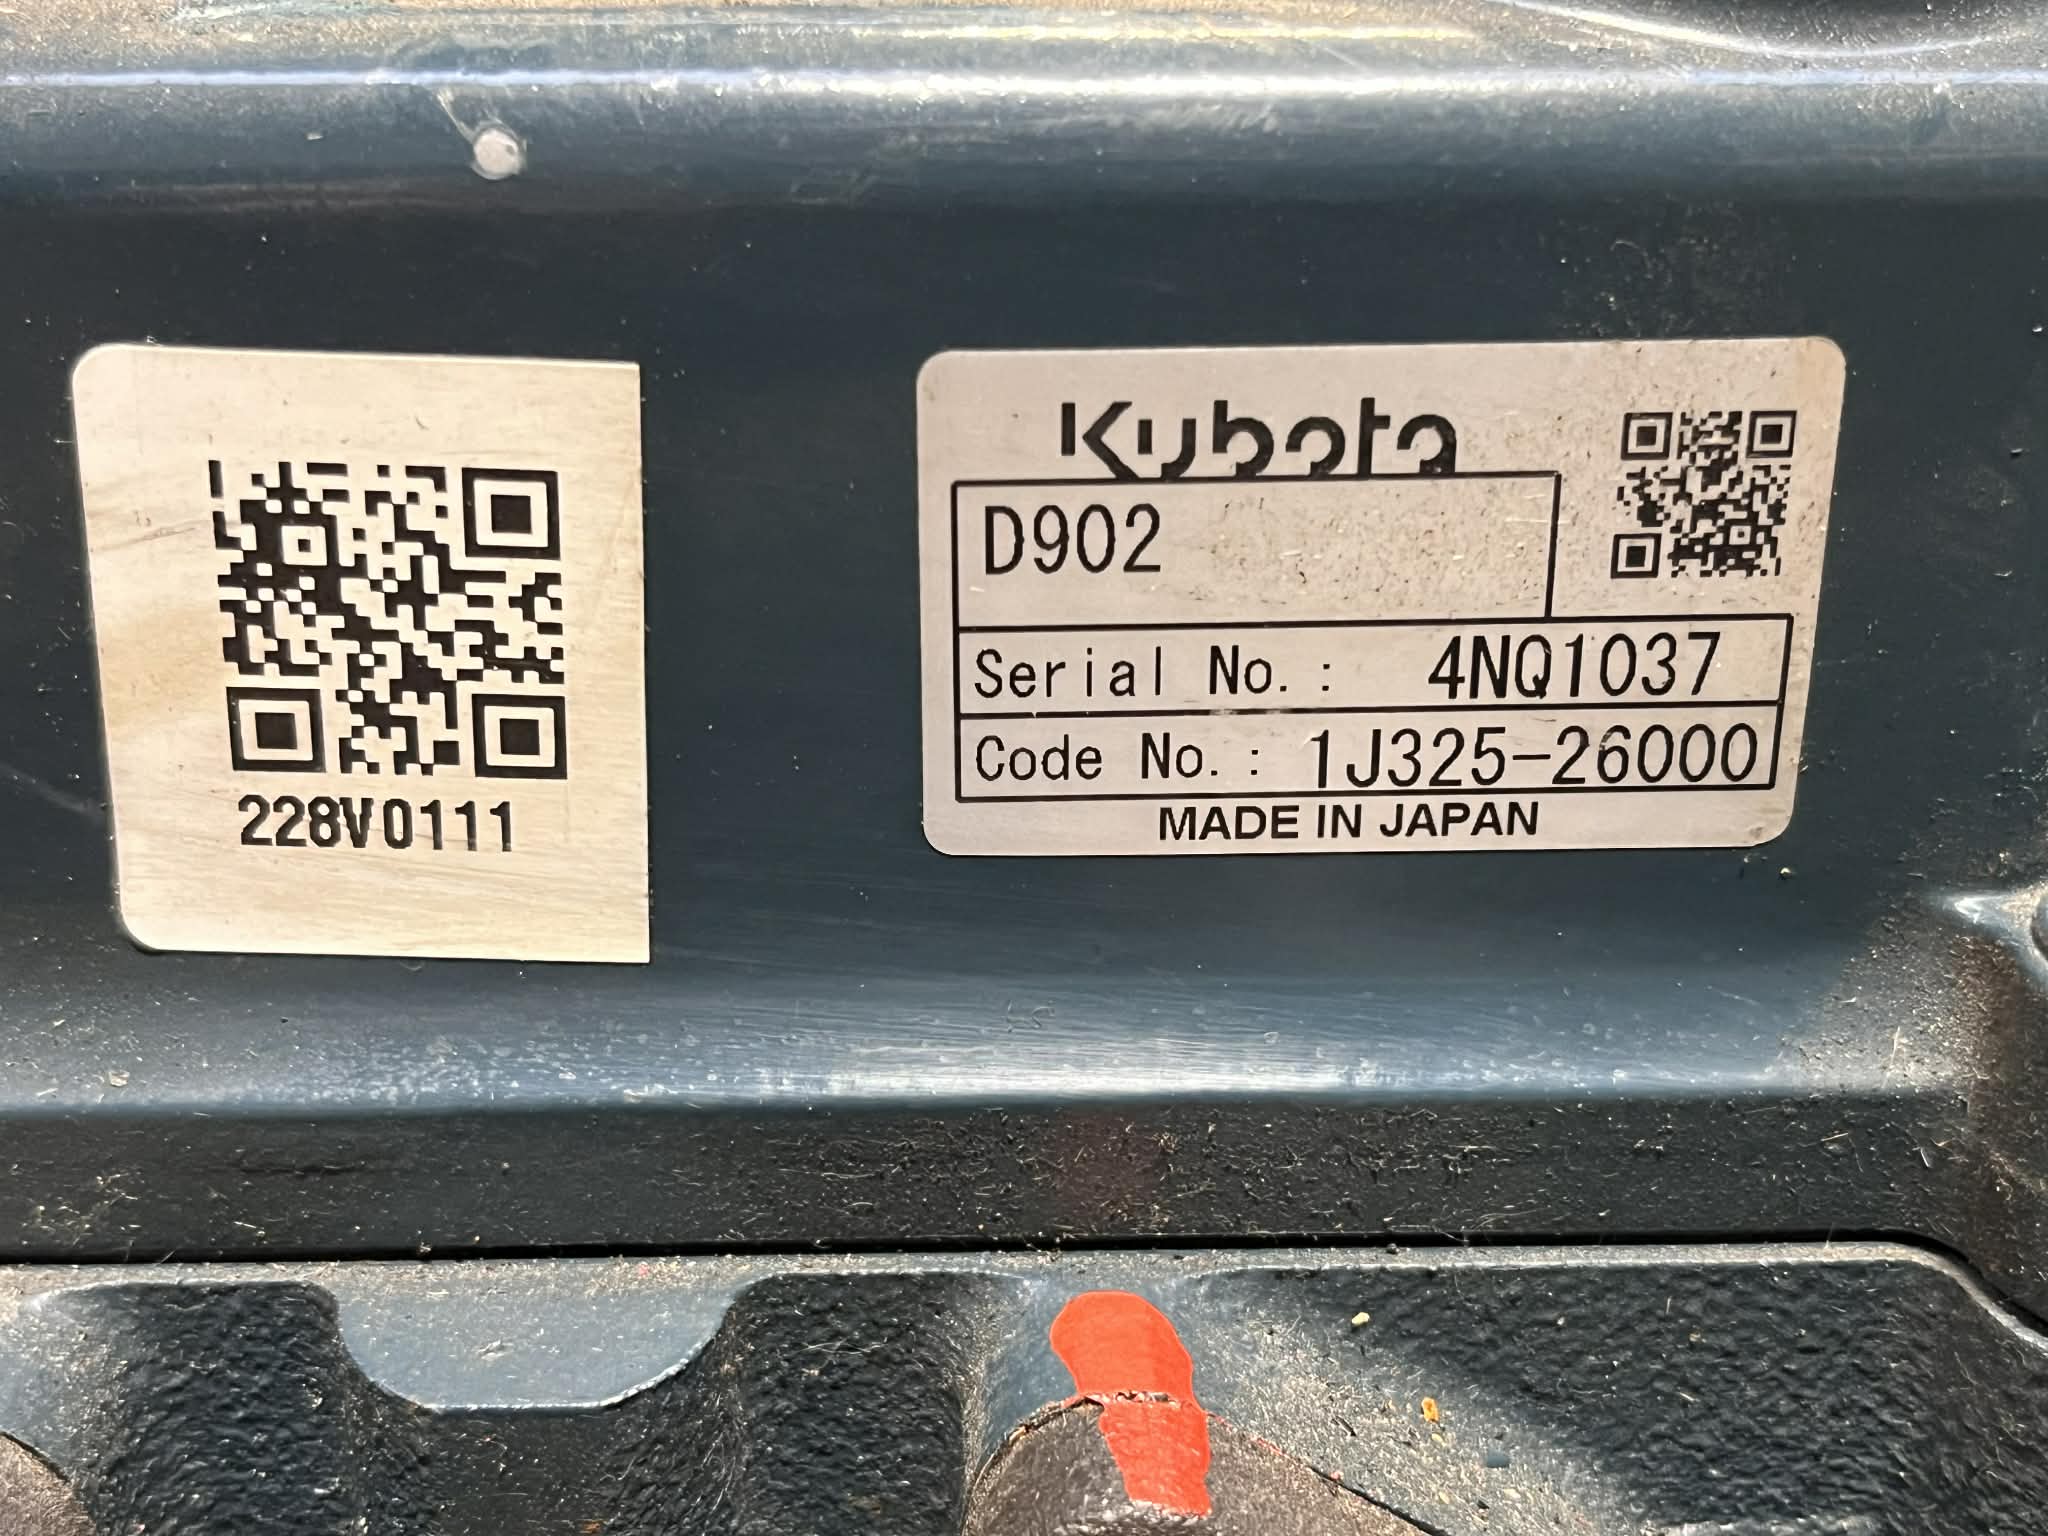 228V0111
Kubota
D902
Serial No.: 4NQ1037
Code No.: 1J325-26000
MADE IN JAPAN